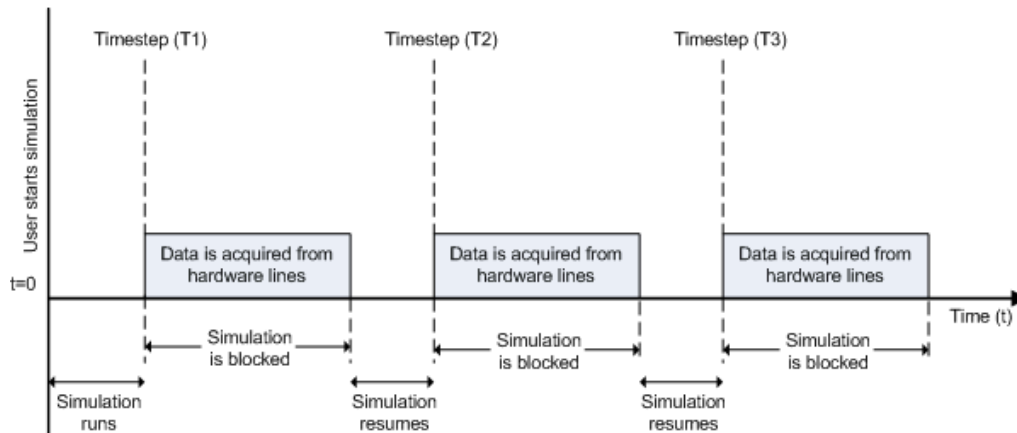 Timestep (T1)
Timestep (T2)
Timestep (T3)
User starts simulation
Data is acquired from
hardware lines
Data is acquired from
hardware lines
Data is acquired from
hardware lines
t=0
Time (t)
Simulation
is blocked
Simulation
is blocked
Simulation
is blocked
Simulation
runs
Simulation
resumes
Simulation
resumes